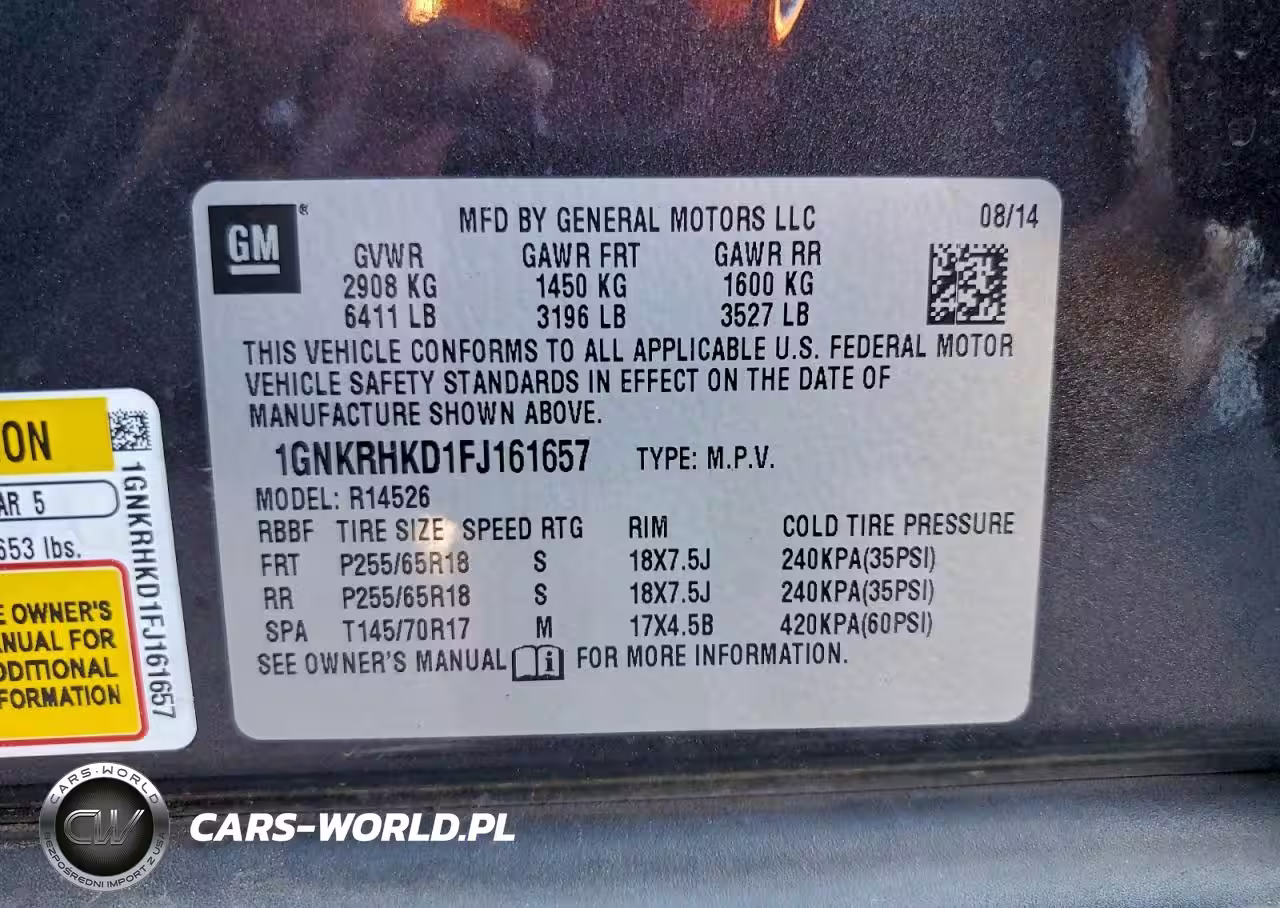 GM
®
MFD BY GENERAL MOTORS LLC
08/14
GVWR GAWR FRT GAWR RR
2908 KG 1450 KG 1600 KG
6411 LB 3196 LB 3527 LB
THIS VEHICLE CONFORMS TO ALL APPLICABLE U.S. FEDERAL MOTOR
VEHICLE SAFETY STANDARDS IN EFFECT ON THE DATE OF
MANUFACTURE SHOWN ABOVE.
1GNKRHKD1FJ161657 TYPE: M.P.V.
MODEL: R14526
RBBF TIRE SIZE SPEED RTG RIM COLD TIRE PRESSURE
FRT P255/65R18 S 18X7.5J 240KPA(35PSI)
RR P255/65R18 S 18X7.5J 240KPA(35PSI)
SPA T145/70R17 M 17X4.5B 420KPA(60PSI)
SEE OWNER'S MANUAL i FOR MORE INFORMATION.
ON
AR 5
653 lbs.
E OWNER'S
ANUAL FOR
DDITIONAL
FORMATION
1GNKRHKD1FJ161657
CARS-WORLD
CW
BEZPOŚREDNI IMPORT Z USA
CARS-WORLD.PL